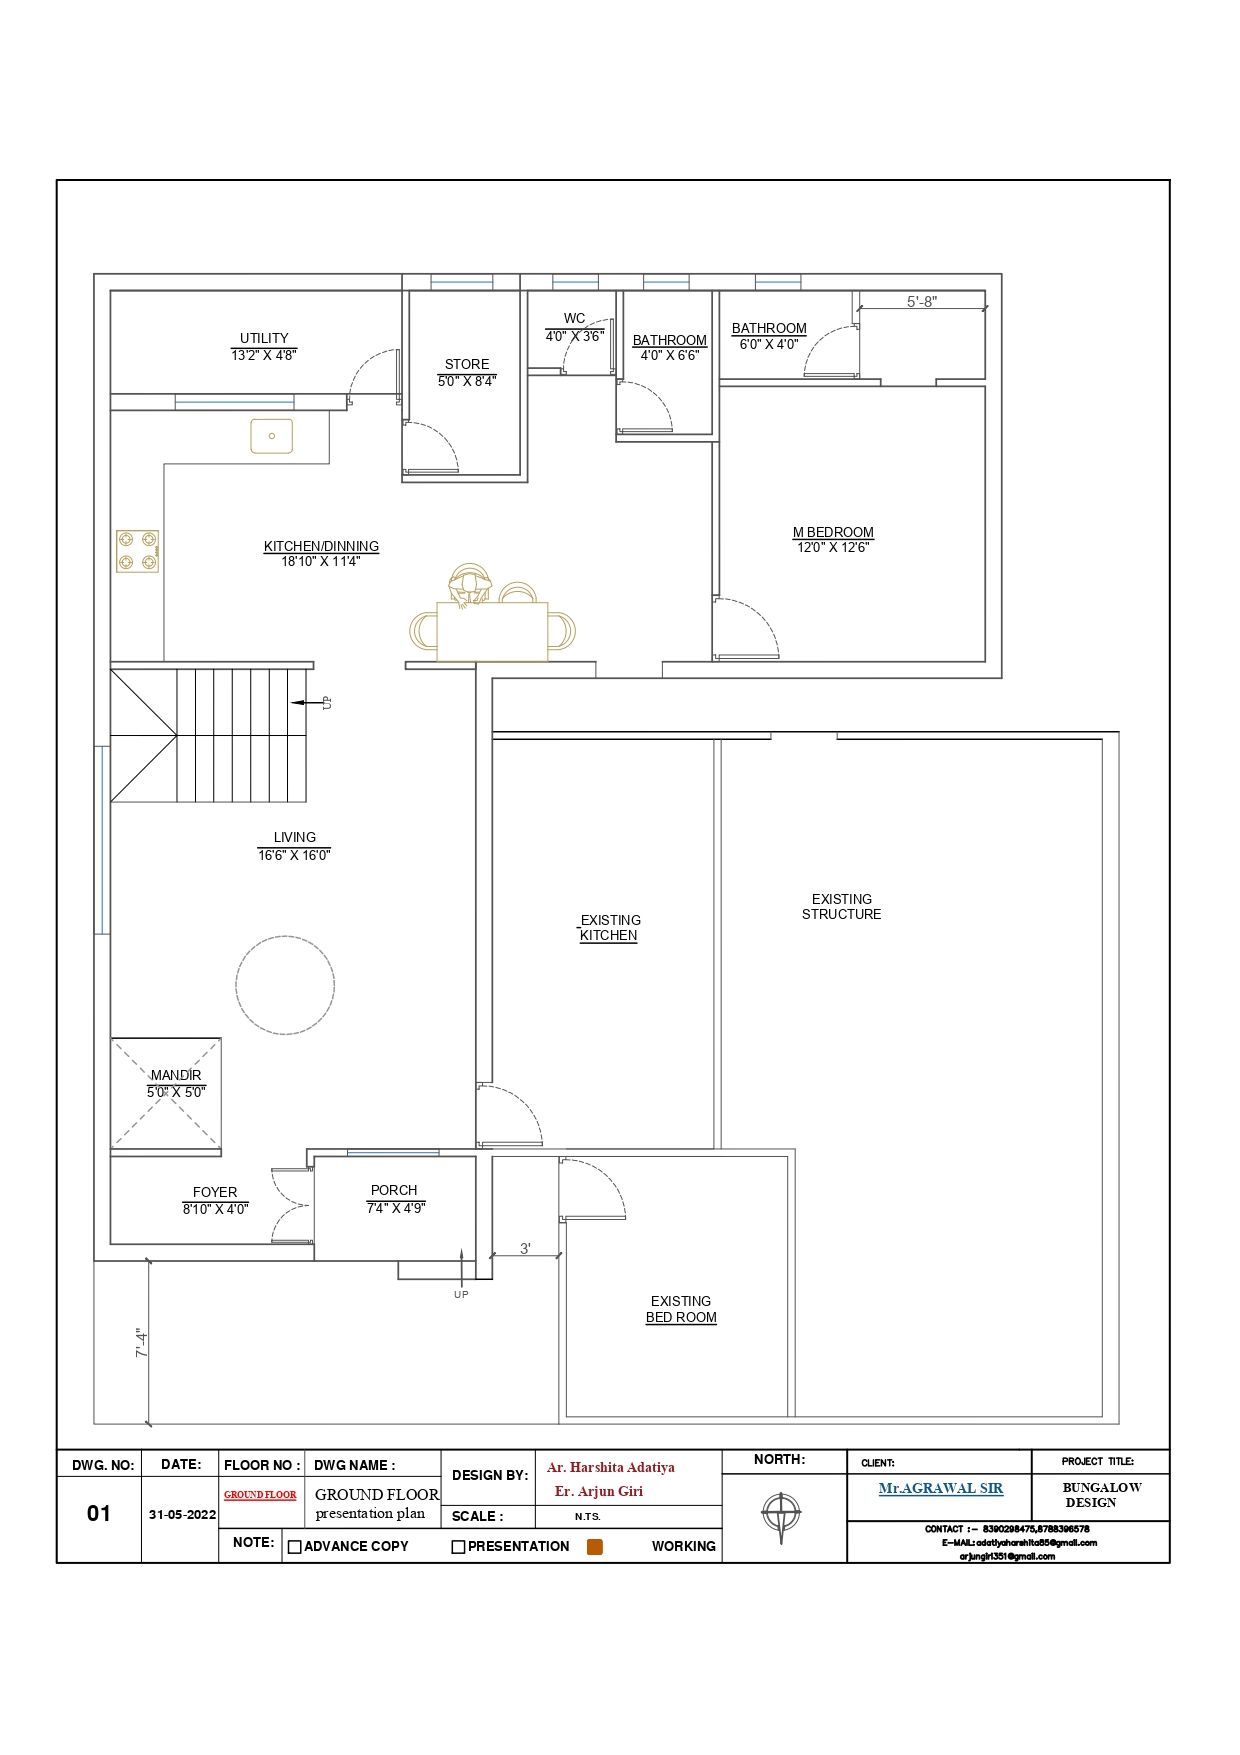 5'-8"
WC
4'0" X 3'6"
BATHROOM
6'0" X 4'0"
UTILITY
13'2" X 4'8"
BATHROOM
4'0" X 6'6"
STORE
5'0" X 8'4"
M BEDROOM
12'0" X 12'6"
KITCHEN/DINNING
18'10" X 11'4"
UP
LIVING
16'6" X 16'0"
EXISTING
STRUCTURE
EXISTING
KITCHEN
MANDIR
5'0" X 5'0"
FOYER
8'10" X 4'0"
PORCH
7'4" X 4'9"
3'
UP
EXISTING
BED ROOM
7'-4"
DWG. NO:
01
DATE:
31-05-2022
FLOOR NO :
GROUND FLOOR
DWG NAME :
GROUND FLOOR
presentation plan
DESIGN BY:
Ar. Harshita Adatiya
Er. Arjun Giri
SCALE :
N.T.S.
NOTE:
ADVANCE COPY
PRESENTATION
WORKING
NORTH:
CLIENT:
Mr.AGRAWAL SIR
PROJECT TITLE:
BUNGALOW
DESIGN
CONTACT :- 8390298475,8788396578
E-MAIL:adatiyaharshita85@gmail.com
arjungiri351@gmail.com